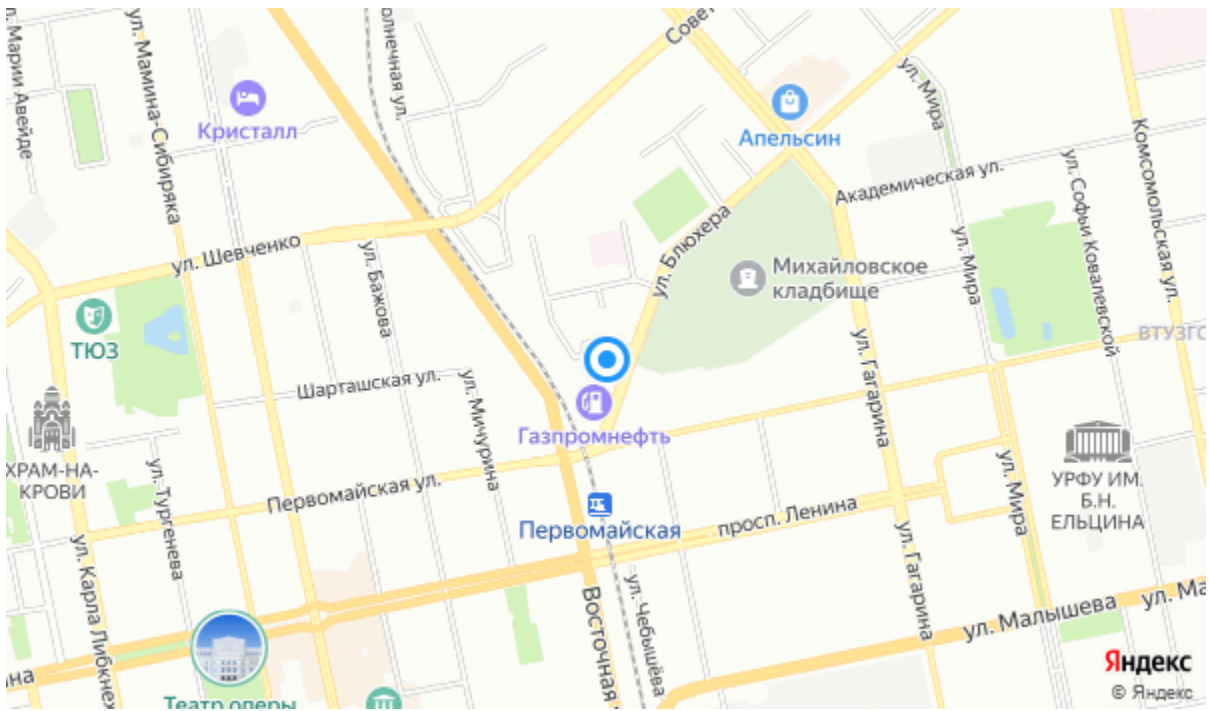 ул. Марии Авейде
ул. Мамина-Сибиряка
Кристалл
олнечная ул.
Сове
ул. Мира
Апельсин
Комсомольская ул.
Академическая ул.
ул. Софьи Ковалевской
ул. Шевченко
ул. Бажова
ул. Блюхера
ул. Мира
Михайловское
кладбище
ТЮЗ
ВТУЗГО
Шарташская ул.
ул. Мичурина
ул. Гагарина
Газпромнефть
ХРАМ-НА-
КРОВИ
ул. Тургенева
Первомайская ул.
Первомайская
просп. Ленина
ул. Мира
УРФУ ИМ.
Б.Н.
ЕЛЬЦИНА
ул. Карла Либкнех
ул. Гагарина
Восточная
ул. Чебышёва
ул. Малышева
ул. Ма
на
Театр оперы
Яндекс
© Яндекс